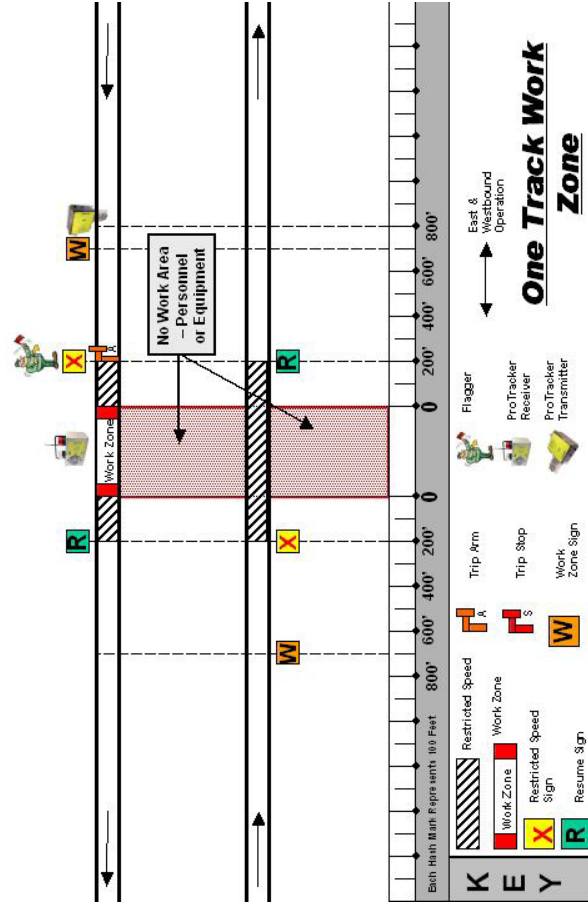 W
X
A
R
Work Zone
No Work Area
– Personnel
or Equipment
R
X
W
Each Hash Mark Represents 100 Feet
800'
600'
400'
200'
0
0
200'
400'
600'
800'
K E Y
Restricted Speed
Work Zone
Work Zone
X
Restricted Speed
Sign
R
Resume Sign
A
Trip Arm
S
Trip Stop
W
Work
Zone Sign
Flagger
ProTracker
Receiver
ProTracker
Transmitter
East &
Westbound
Operation
One Track Work
Zone